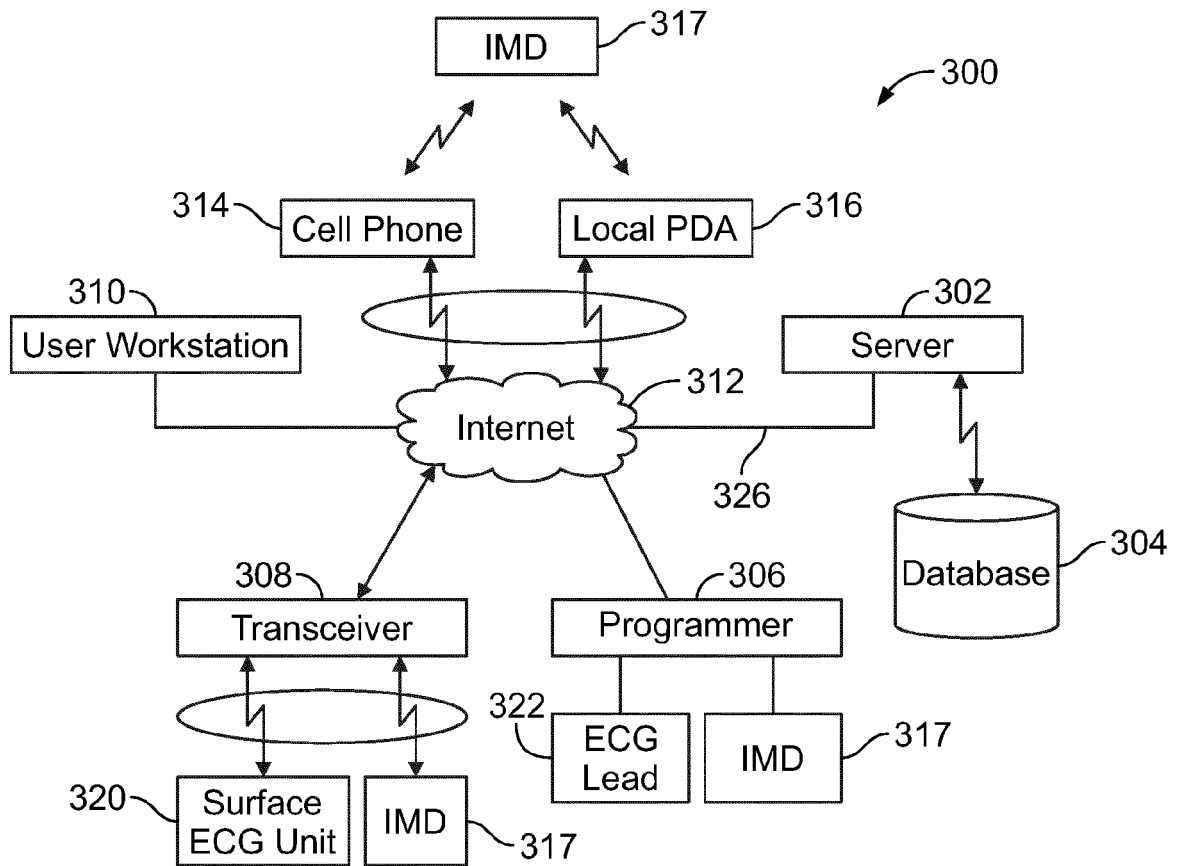 IMD
317
300
314
Cell Phone
Local PDA
316
310
User Workstation
302
Server
312
Internet
326
Database
304
308
Transceiver
306
Programmer
322
ECG
Lead
IMD
317
320
Surface
ECG Unit
IMD
317